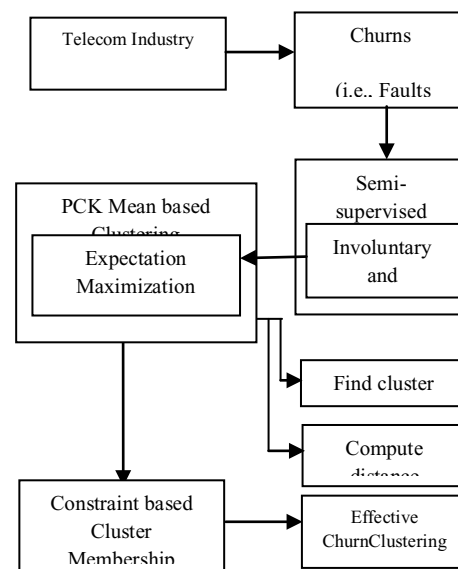 Telecom Industry
Churns
(i.e., Faults
Semi-
supervised
Involuntary
and
PCK Mean based
Clustering
Expectation
Maximization
Find cluster
Compute
distance
Constraint based
Cluster
Membership
Effective
ChurnClustering